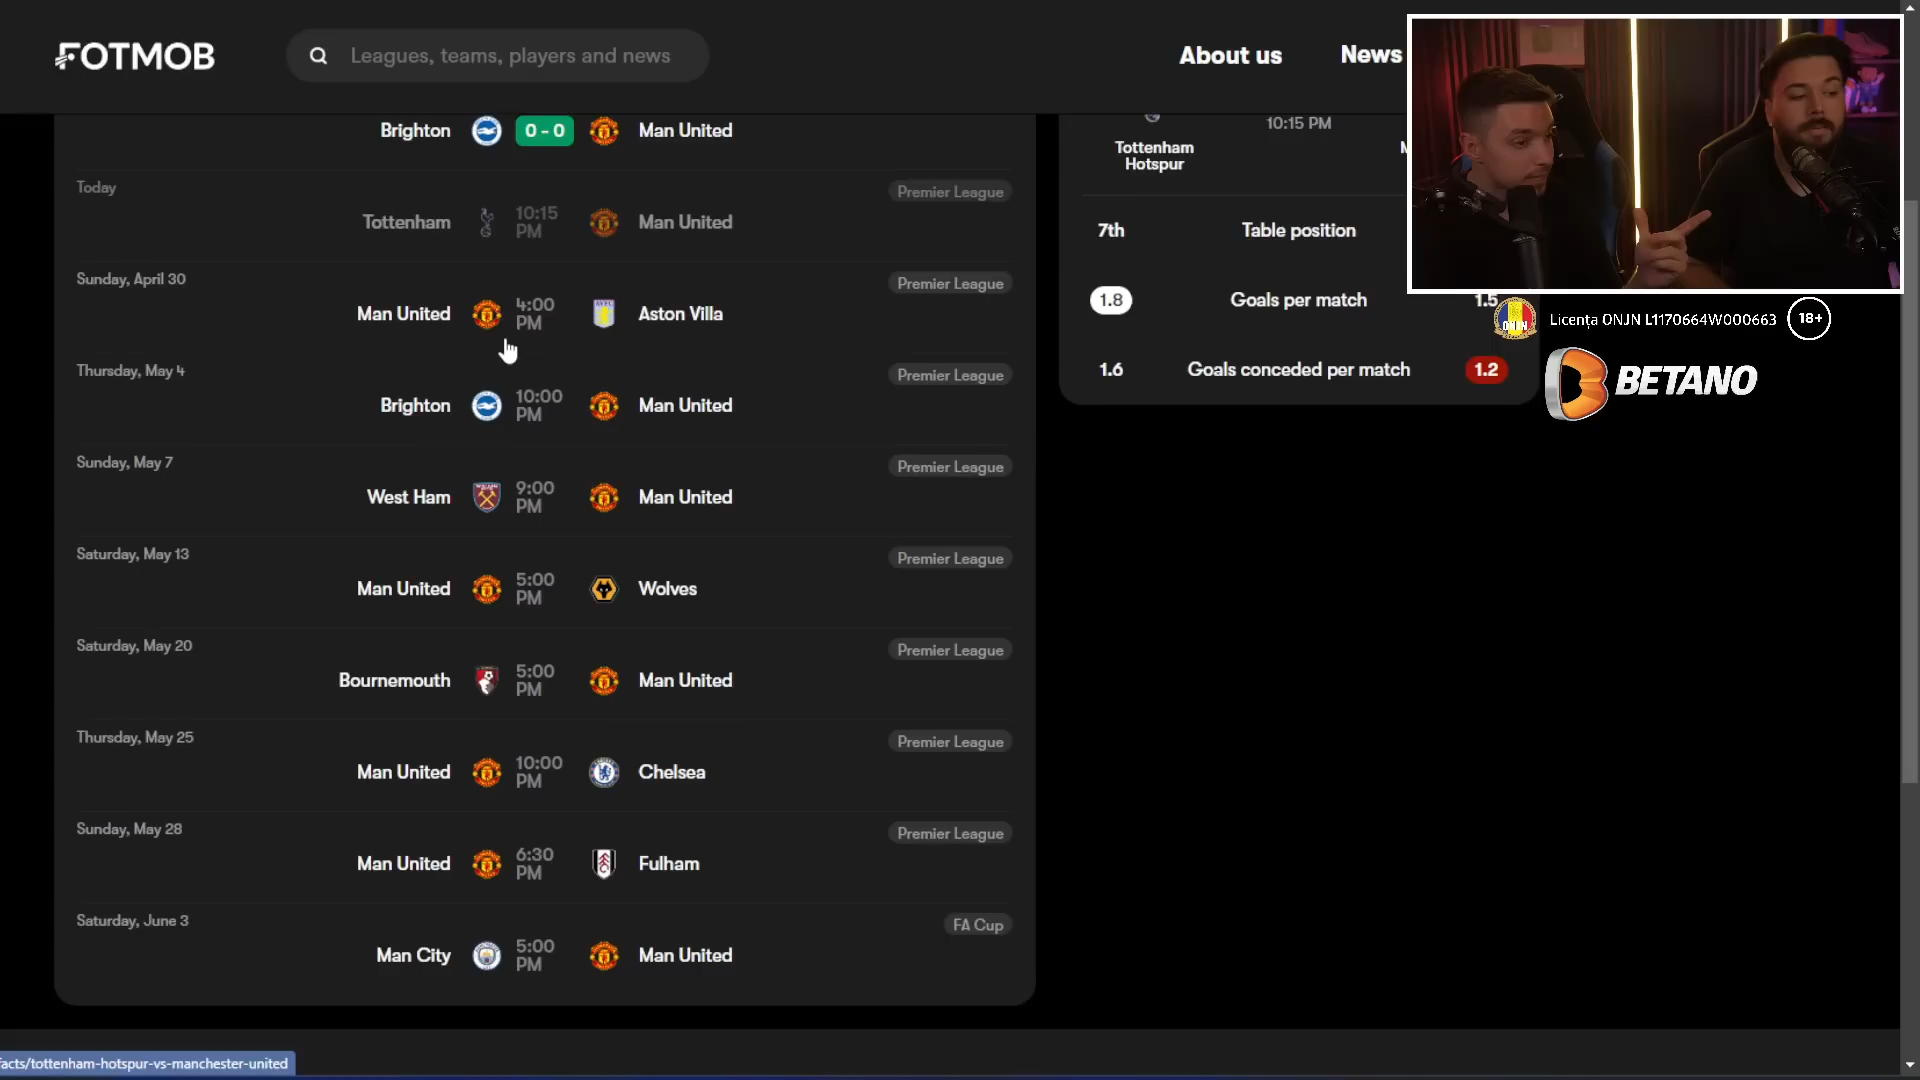 FOTMOB
Leagues, teams, players and news
About us
News
Brighton 0 - 0 Man United
Today
Premier League
Tottenham 10:15 PM Man United
Sunday, April 30
Premier League
Man United 4:00 PM Aston Villa
Thursday, May 4
Premier League
Brighton 10:00 PM Man United
Sunday, May 7
Premier League
West Ham 9:00 PM Man United
Saturday, May 13
Premier League
Man United 5:00 PM Wolves
Saturday, May 20
Premier League
Bournemouth 5:00 PM Man United
Thursday, May 25
Premier League
Man United 10:00 PM Chelsea
Sunday, May 28
Premier League
Man United 6:30 PM Fulham
Saturday, June 3
FA Cup
Man City 5:00 PM Man United
10:15 PM
Tottenham
Hotspur
M
7th Table position
1.8 Goals per match 1.5
1.6 Goals conceded per match 1.2
ONJN
Licența ONJN L1170664W000663 18+
BETANO
facts/tottenham-hotspur-vs-manchester-united